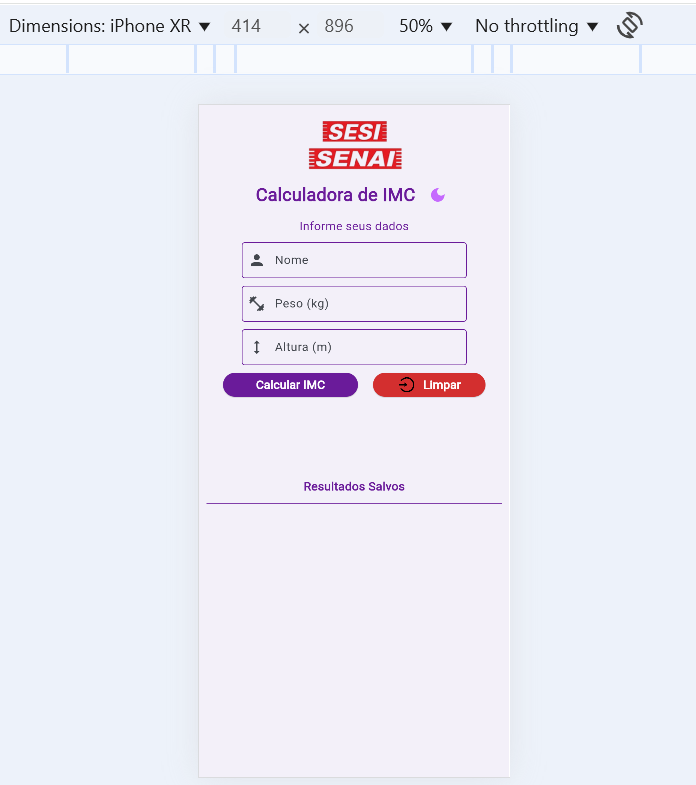 Dimensions: iPhone XR 414 × 896 50% No throttling
SESI
SENAI
Calculadora de IMC
Informe seus dados
Nome
Peso (kg)
Altura (m)
Calcular IMC Limpar
Resultados Salvos